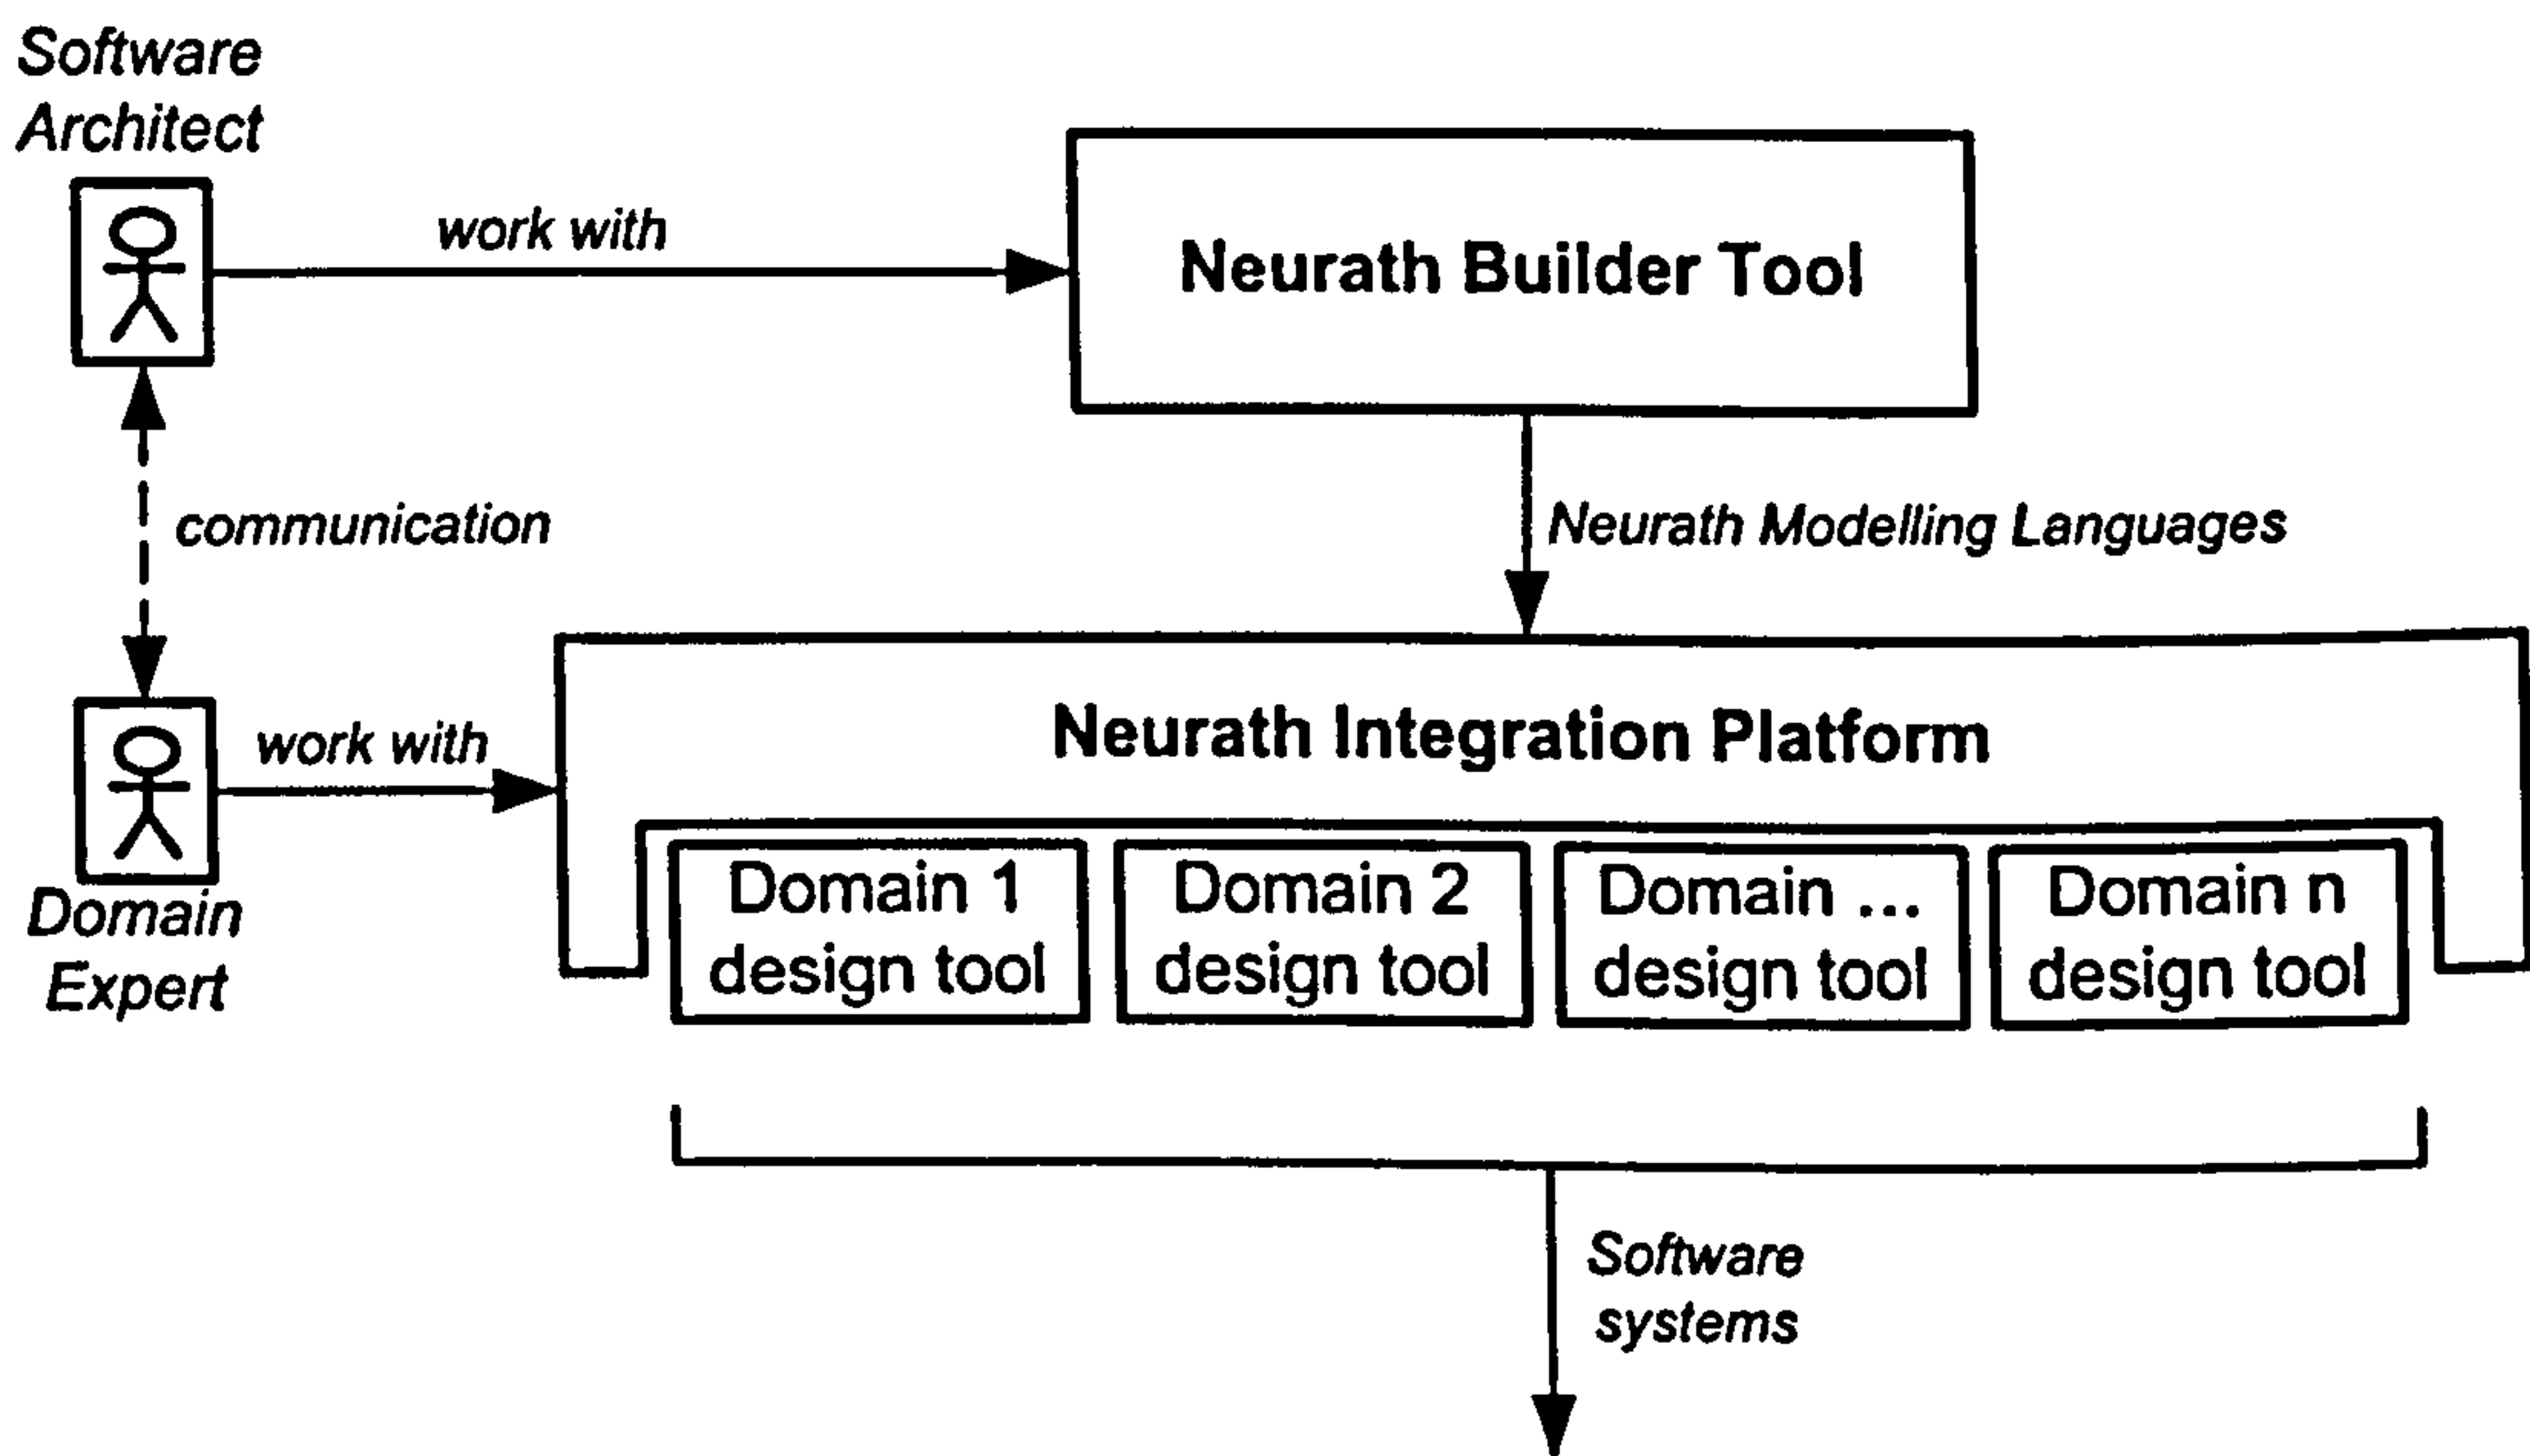 Software
Architect
work with
Neurath Builder Tool
communication
Neurath Modelling Languages
work with
Neurath Integration Platform
Domain
Expert
Domain 1
design tool
Domain 2
design tool
Domain ...
design tool
Domain n
design tool
Software
systems